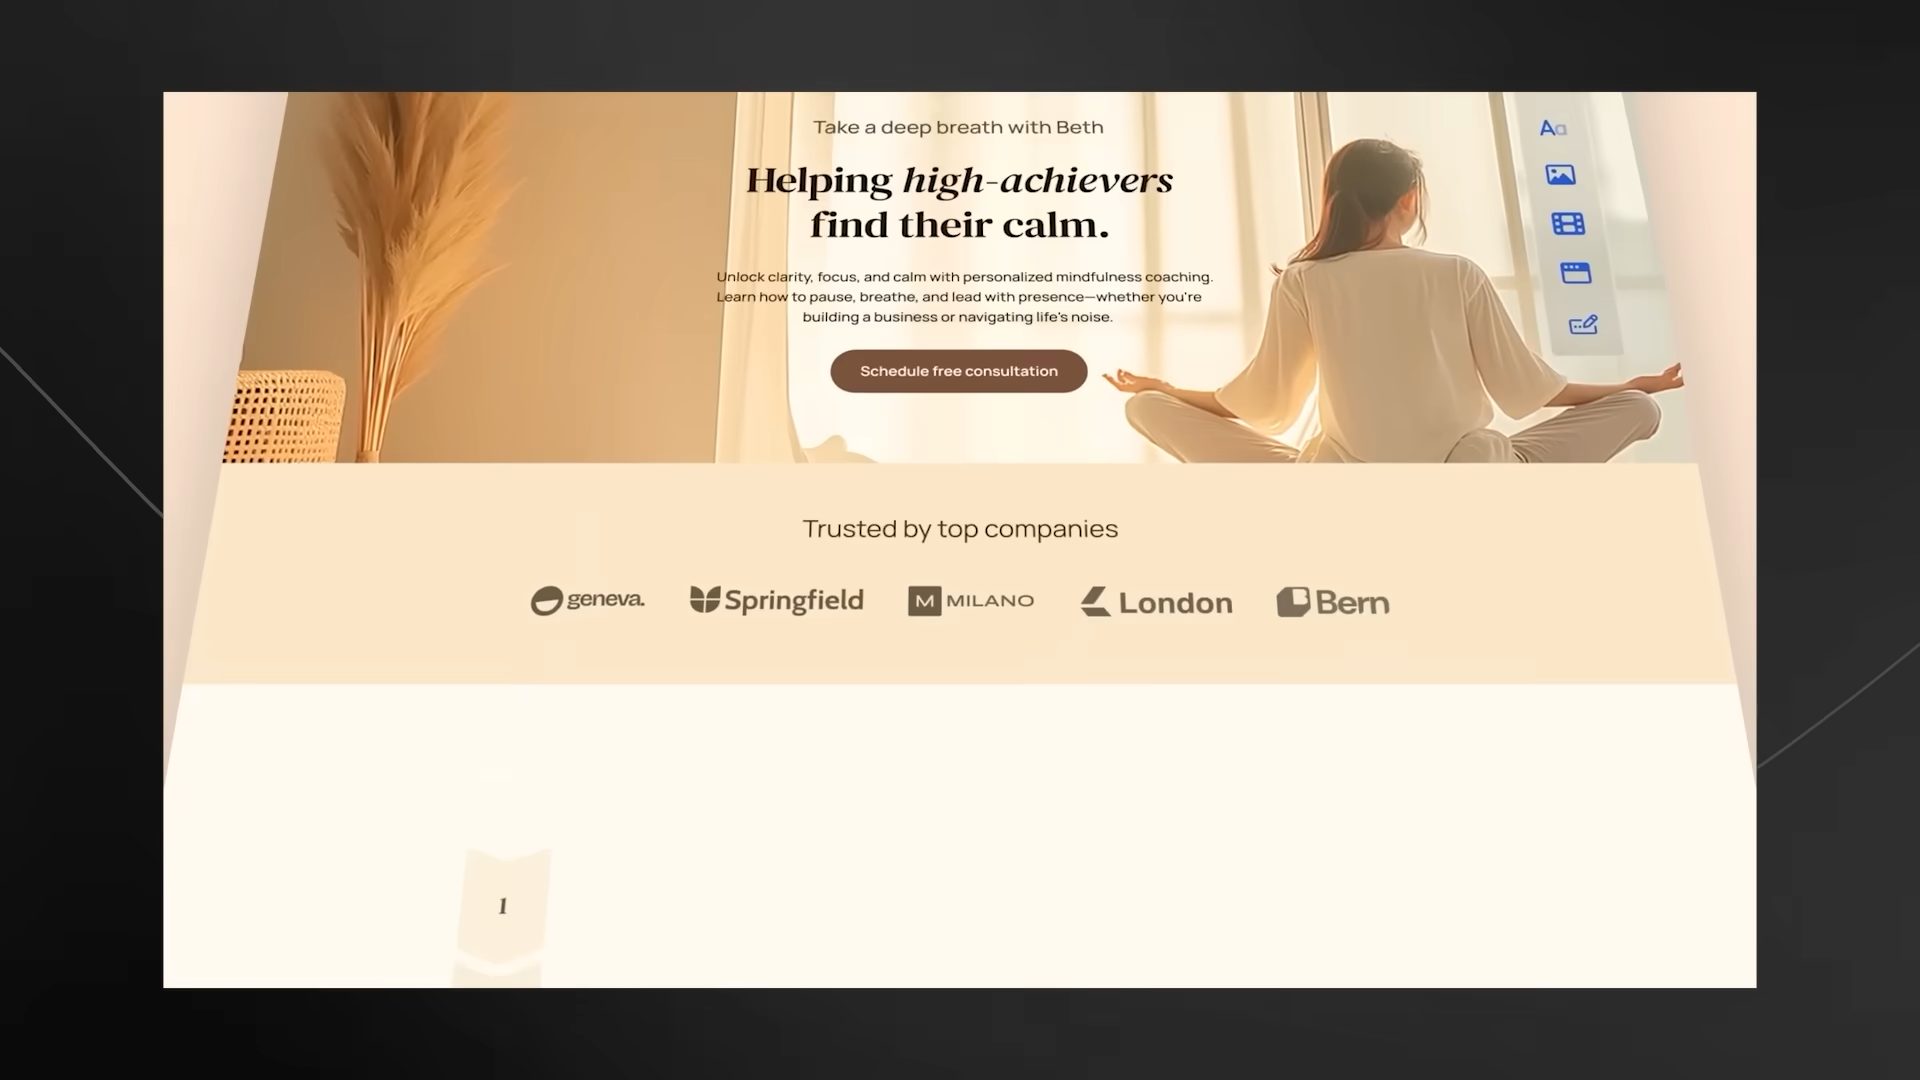 Take a deep breath with Beth
Aa
Helping high-achievers
find their calm.
Unlock clarity, focus, and calm with personalized mindfulness coaching.
Learn how to pause, breathe, and lead with presence—whether you're
building a business or navigating life's noise.
Schedule free consultation
Trusted by top companies
geneva. Springfield M MILANO London Bern
1